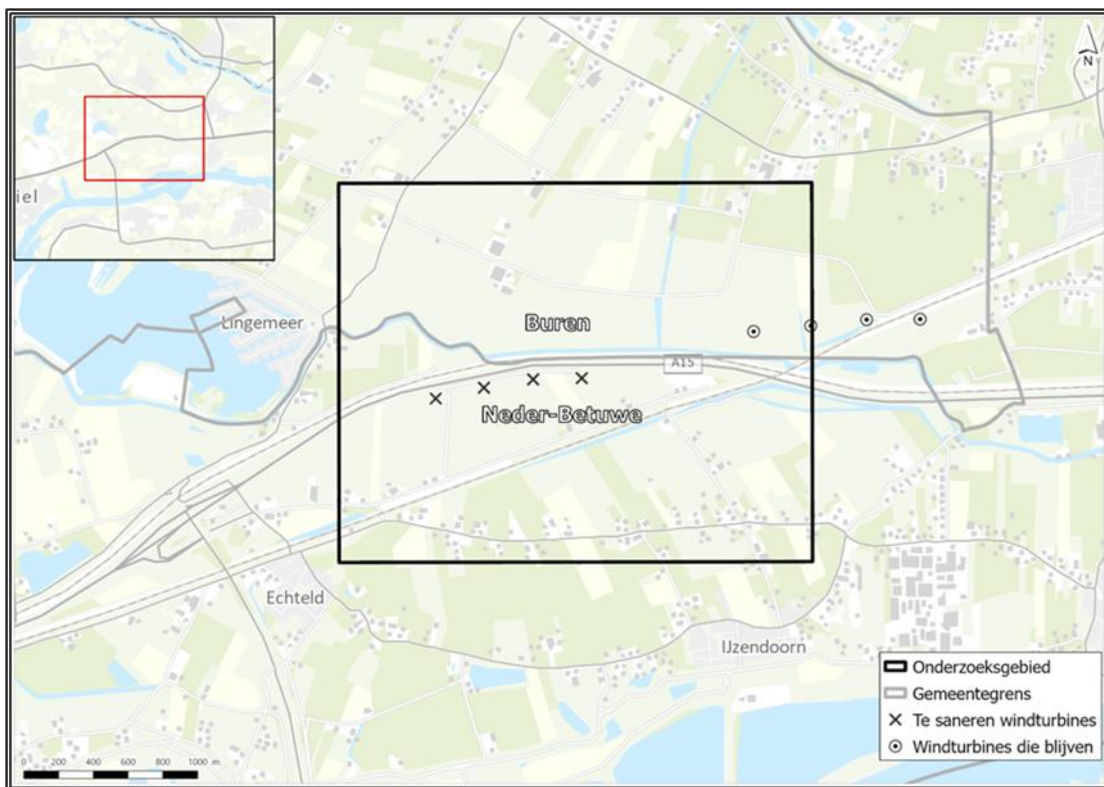 N
iel
Lingemeer
Buren
A15
Neder-Betuwe
Echteld
IJzendoorn
Onderzoeksgebied
Gemeentegrens
Te saneren windturbines
Windturbines die blijven
0 200 400 600 800 1000 m